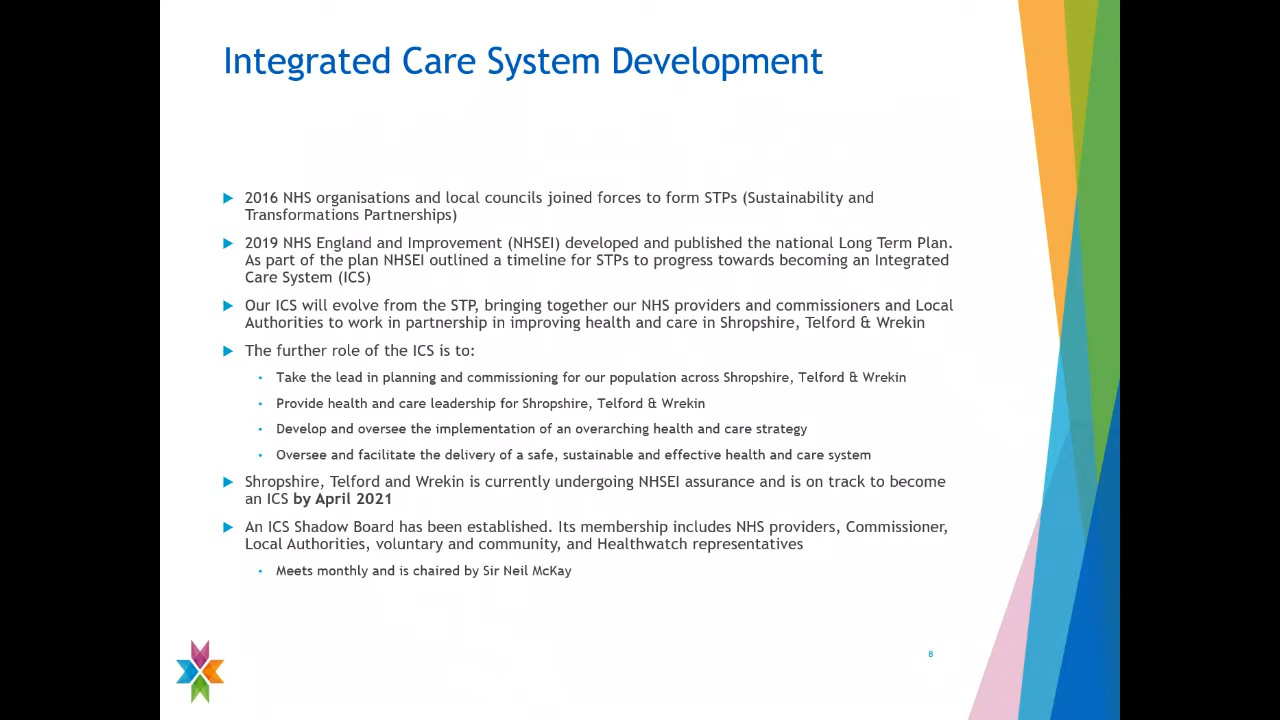 Integrated Care System Development
2016 NHS organisations and local councils joined forces to form STPs (Sustainability and
Transformations Partnerships)
2019 NHS England and Improvement (NHSEI) developed and published the national Long Term Plan.
As part of the plan NHSEI outlined a timeline for STPs to progress towards becoming an Integrated
Care System (ICS)
Our ICS will evolve from the STP, bringing together our NHS providers and commissioners and Local
Authorities to work in partnership in improving health and care in Shropshire, Telford & Wrekin
The further role of the ICS is to:
Take the lead in planning and commissioning for our population across Shropshire, Telford & Wrekin
Provide health and care leadership for Shropshire, Telford & Wrekin
Develop and oversee the implementation of an overarching health and care strategy
Oversee and facilitate the delivery of a safe, sustainable and effective health and care system
Shropshire, Telford and Wrekin is currently undergoing NHSEI assurance and is on track to become
an ICS by April 2021
An ICS Shadow Board has been established. Its membership includes NHS providers, Commissioner,
Local Authorities, voluntary and community, and Healthwatch representatives
Meets monthly and is chaired by Sir Neil McKay
8